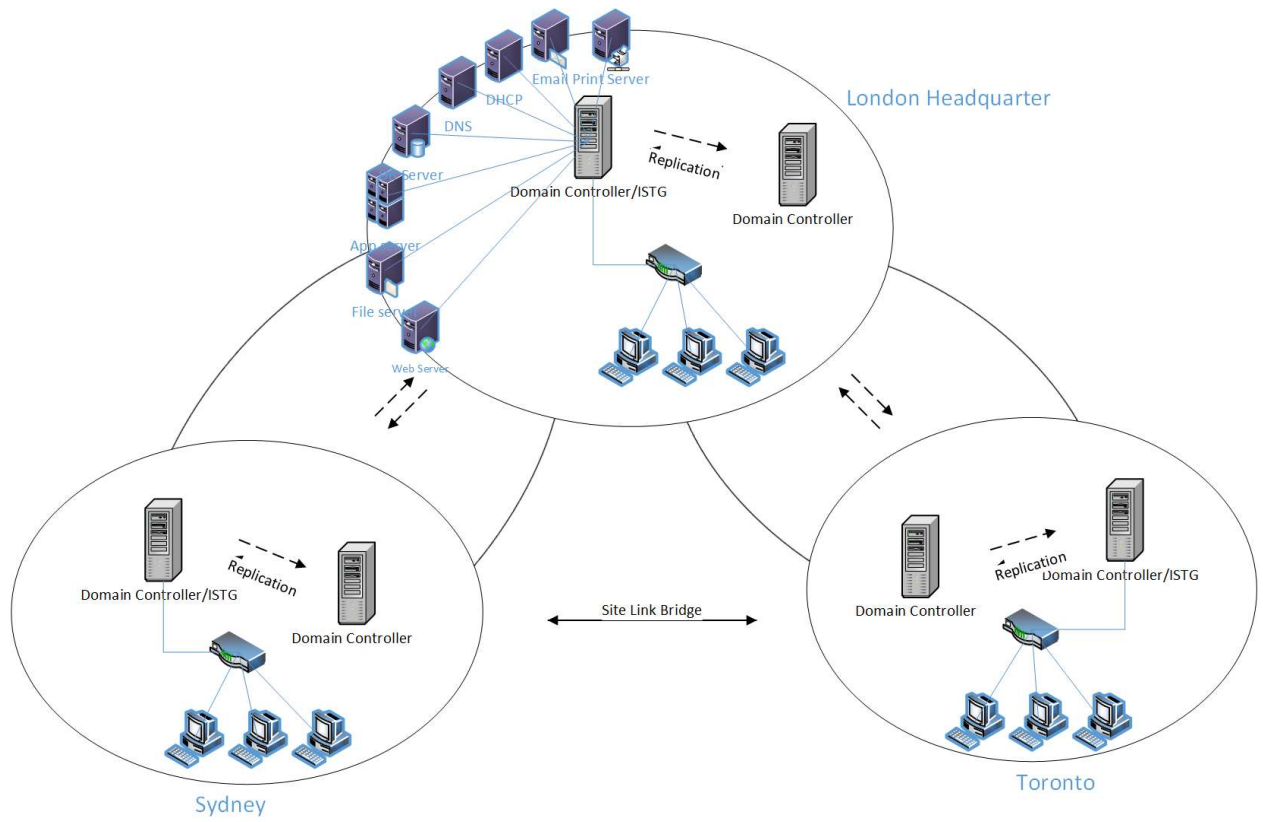 Email Print Server
London Headquarter
DHCP
DNS
Replication
Server
Domain Controller/ISTG
Domain Controller
App server
File server
Web Server
Replication
Domain Controller/ISTG
Domain Controller
Site Link Bridge
Replication
Domain Controller/ISTG
Domain Controller
Sydney
Toronto